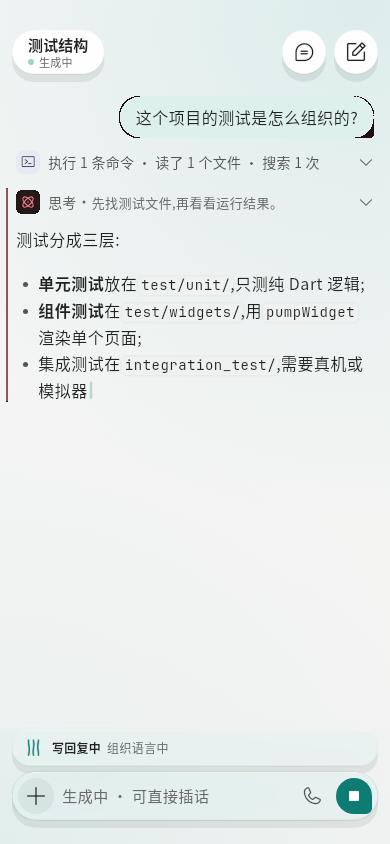 测试结构
生成中
这个项目的测试是怎么组织的?
执行 1 条命令 · 读了 1 个文件 · 搜索 1 次
思考 · 先找测试文件,再看看运行结果。
测试分成三层:
• 单元测试放在 test/unit/,只测纯 Dart 逻辑;
• 组件测试在 test/widgets/,用 pumpWidget
渲染单个页面;
• 集成测试在 integration_test/,需要真机或
模拟器
写回复中 组织语言中
生成中 · 可直接插话